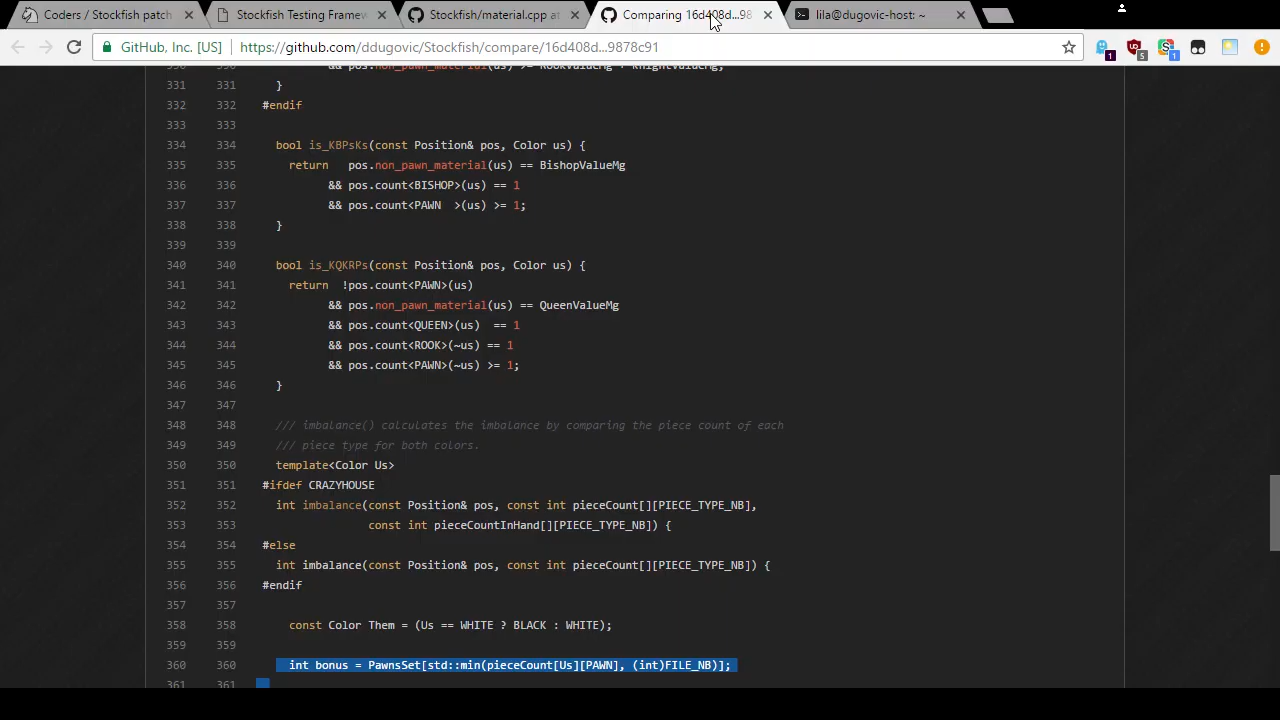 Coders / Stockfish patch
Stockfish Testing Framew
Stockfish/material.cpp at
Comparing 16d408d...98
lila@dugovic-host: ~
GitHub, Inc. [US]
https://github.com/ddugovic/Stockfish/compare/16d408d...9878c91
1
5
1
330 330 && pos.non_pawn_material(us) >= RookValueMg + KnightValueMg;
331 331 }
332 332 #endif
333 333
334 334 bool is_KBPsKs(const Position& pos, Color us) {
335 335 return pos.non_pawn_material(us) == BishopValueMg
336 336 && pos.count<BISHOP>(us) == 1
337 337 && pos.count<PAWN >(us) >= 1;
338 338 }
339 339
340 340 bool is_KQKRPs(const Position& pos, Color us) {
341 341 return !pos.count<PAWN>(us)
342 342 && pos.non_pawn_material(us) == QueenValueMg
343 343 && pos.count<QUEEN>(us) == 1
344 344 && pos.count<ROOK>(~us) == 1
345 345 && pos.count<PAWN>(~us) >= 1;
346 346 }
347 347
348 348 /// imbalance() calculates the imbalance by comparing the piece count of each
349 349 /// piece type for both colors.
350 350 template<Color Us>
351 351 #ifdef CRAZYHOUSE
352 352 int imbalance(const Position& pos, const int pieceCount[][PIECE_TYPE_NB],
353 353 const int pieceCountInHand[][PIECE_TYPE_NB]) {
354 354 #else
355 355 int imbalance(const Position& pos, const int pieceCount[][PIECE_TYPE_NB]) {
356 356 #endif
357 357
358 358 const Color Them = (Us == WHITE ? BLACK : WHITE);
359 359
360 360 int bonus = PawnsSet[std::min(pieceCount[Us][PAWN], (int)FILE_NB)];
361 361